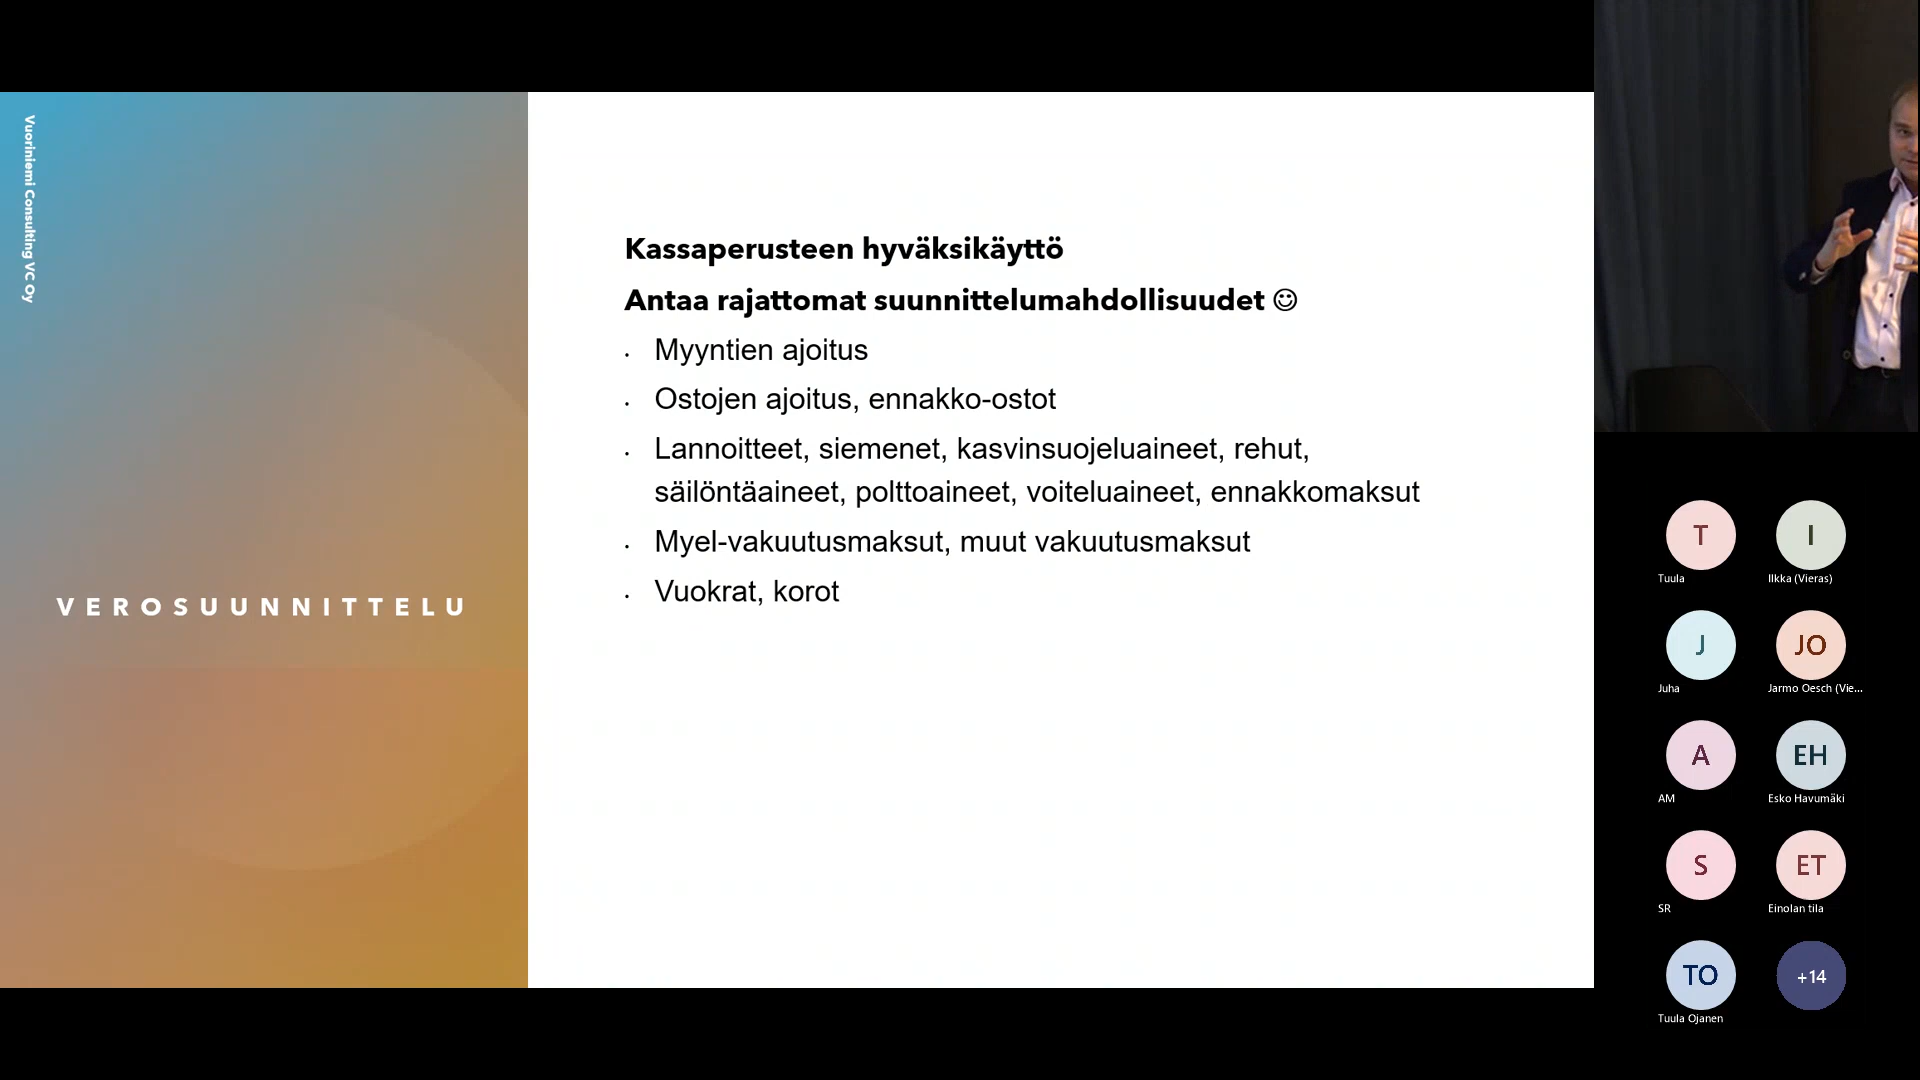 Vuoriniemi Consulting VC Oy
VEROSUUNNITTELU
Kassaperusteen hyväksikäyttö
Antaa rajattomat suunnittelumahdollisuudet ☺
• Myyntien ajoitus
• Ostojen ajoitus, ennakko-ostot
• Lannoitteet, siemenet, kasvinsuojeluaineet, rehut,
säilöntäaineet, polttoaineet, voiteluaineet, ennakkomaksut
• Myel-vakuutusmaksut, muut vakuutusmaksut
• Vuokrat, korot
T
Tuula
I
Ilkka (Vieras)
J
Juha
JO
Jarmo Oesch (Vie...
A
AM
EH
Esko Havumäki
S
SR
ET
Einolan tila
TO
Tuula Ojanen
+14